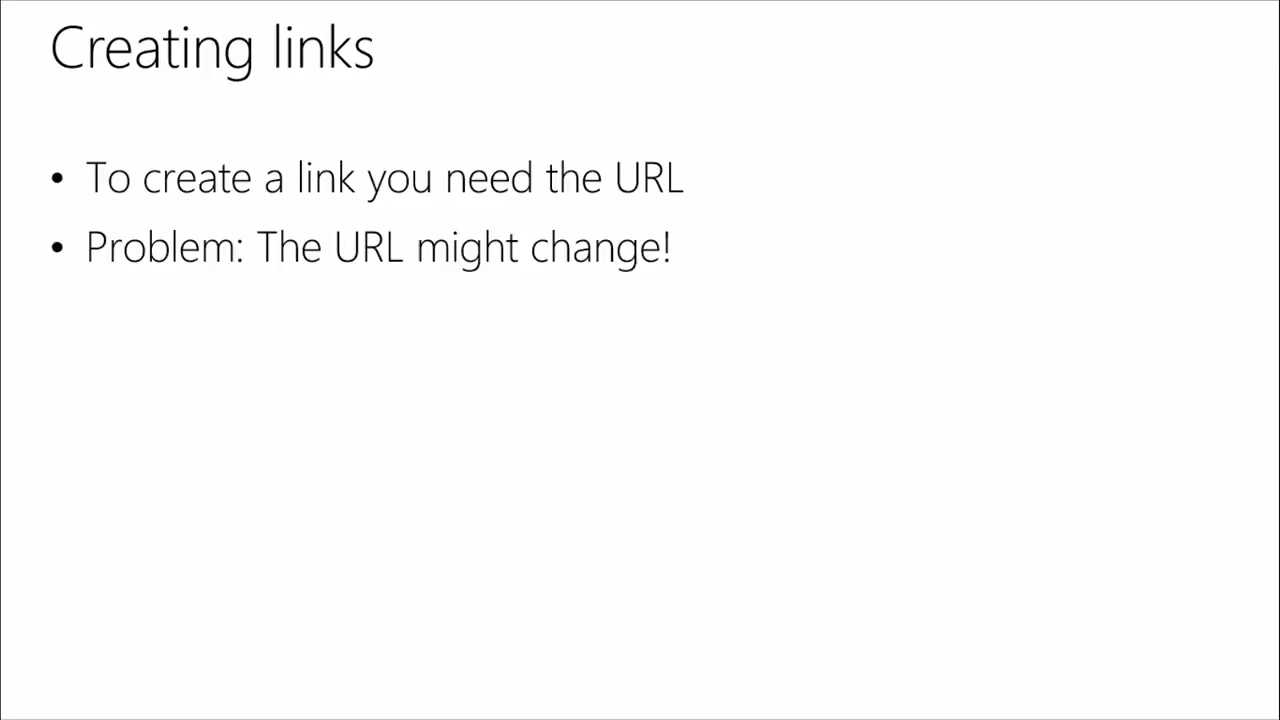 Creating links
• To create a link you need the URL
• Problem: The URL might change!